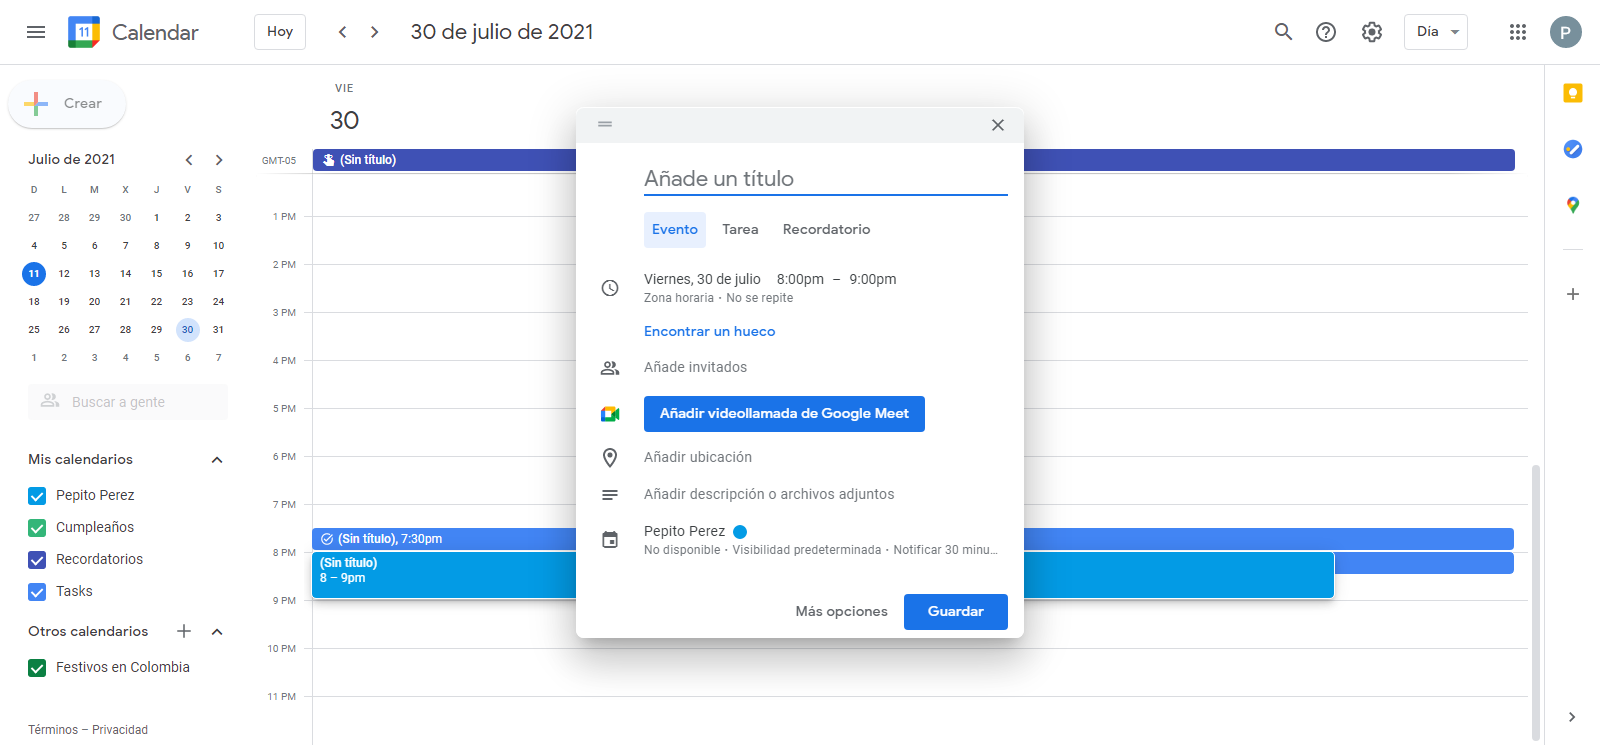 11 Calendar
Hoy
30 de julio de 2021
Día
P
Crear
Julio de 2021
D L M X J V S
27 28 29 30 1 2 3
4 5 6 7 8 9 10
11 12 13 14 15 16 17
18 19 20 21 22 23 24
25 26 27 28 29 30 31
1 2 3 4 5 6 7
Buscar a gente
Mis calendarios
Pepito Perez
Cumpleaños
Recordatorios
Tasks
Otros calendarios
Festivos en Colombia
Términos – Privacidad
VIE
30
GMT-05
(Sin título)
1 PM
2 PM
3 PM
4 PM
5 PM
6 PM
7 PM
(Sin título), 7:30pm
8 PM
(Sin título)
8 – 9pm
9 PM
10 PM
11 PM
Añade un título
Evento Tarea Recordatorio
Viernes, 30 de julio 8:00pm – 9:00pm
Zona horaria · No se repite
Encontrar un hueco
Añade invitados
Añadir videollamada de Google Meet
Añadir ubicación
Añadir descripción o archivos adjuntos
Pepito Perez
No disponible · Visibilidad predeterminada · Notificar 30 minu...
Más opciones
Guardar